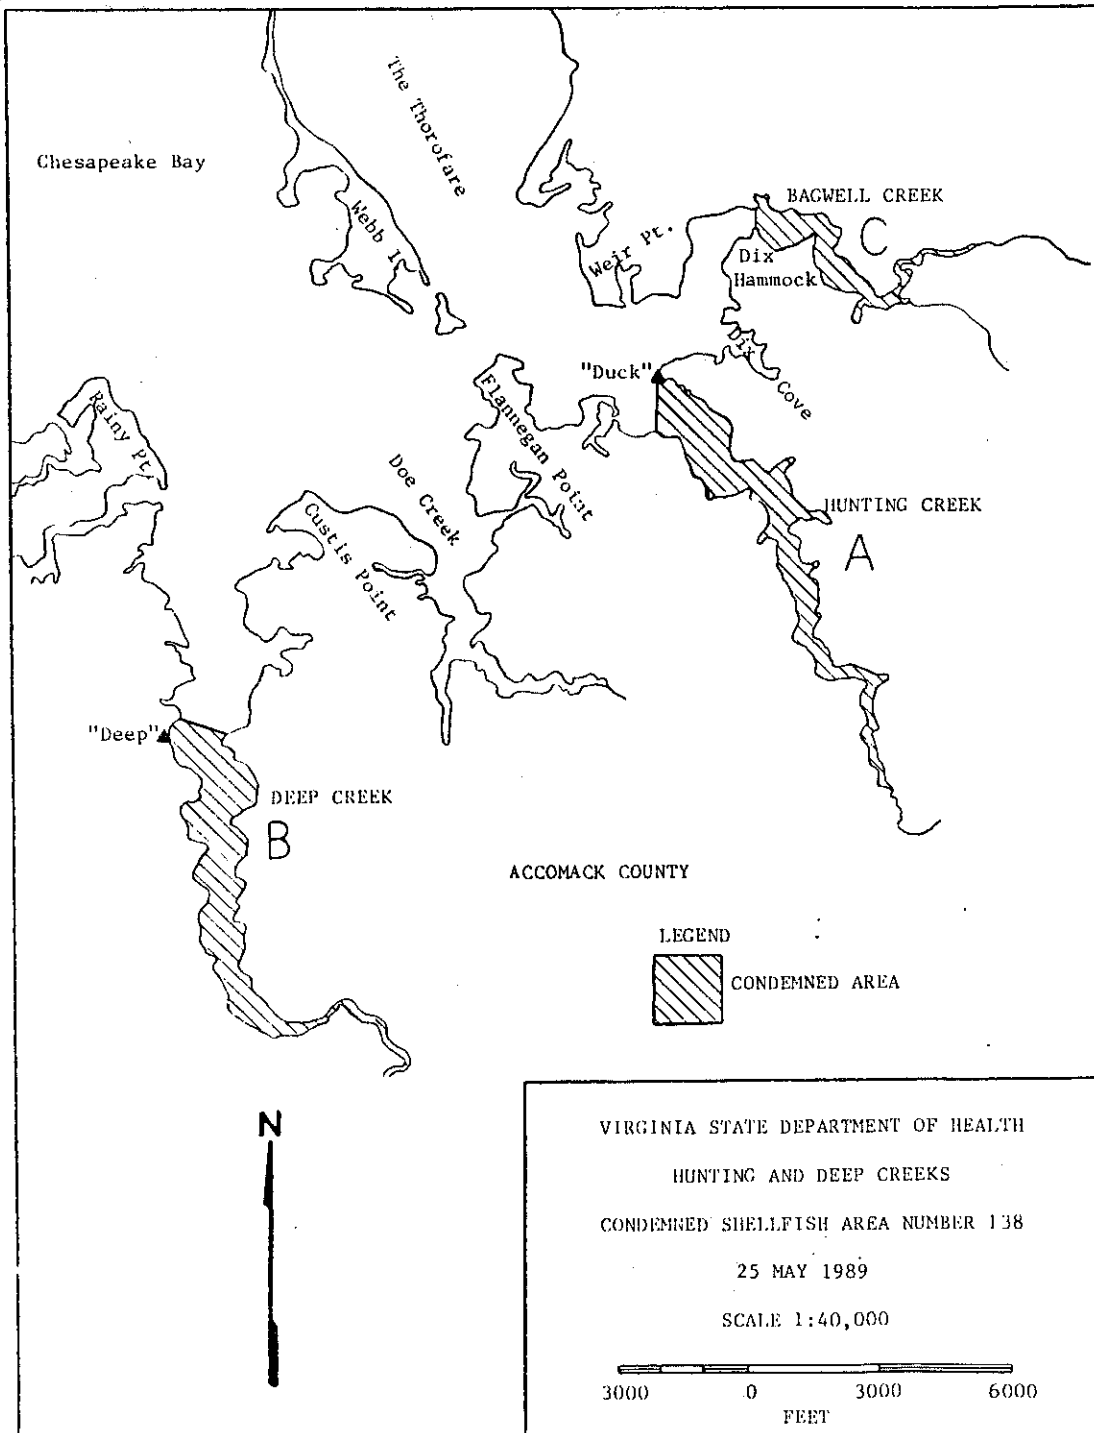 The Thorofare
Chesapeake Bay
Webb I.
BAGWELL CREEK
C
Weir Pt.
Dix
Hammock
Dix Cove
"Duck"
Rainy Pt.
Flannegan Point
Doe Creek
Custis Point
HUNTING CREEK
A
"Deep"
DEEP CREEK
B
ACCOMACK COUNTY
LEGEND
CONDEMNED AREA
N
VIRGINIA STATE DEPARTMENT OF HEALTH
HUNTING AND DEEP CREEKS
CONDEMNED SHELLFISH AREA NUMBER 138
25 MAY 1989
SCALE 1:40,000
3000 0 3000 6000
FEET